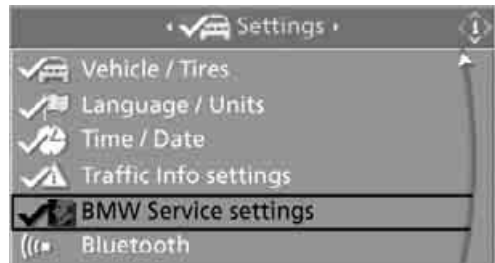 Settings
Vehicle / Tires
Language / Units
Time / Date
Traffic Info settings
BMW Service settings
Bluetooth